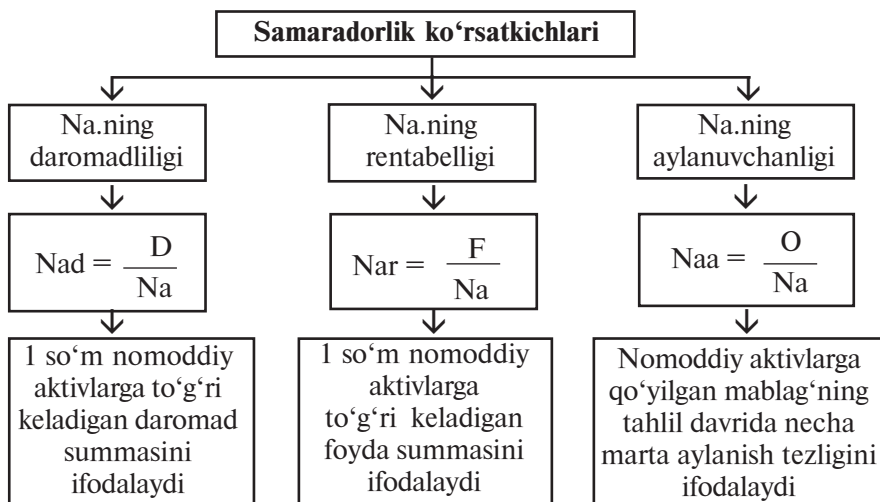 Samaradorlik ko‘rsatkichlari
Na.ning
daromadliligi
Na.ning
rentabelligi
Na.ning
aylanuvchanligi
Nad = D
Na
Nar = F
Na
Naa = O
Na
1 so‘m nomoddiy
aktivlarga to‘g‘ri
keladigan daromad
summasini
ifodalaydi
1 so‘m nomoddiy
aktivlarga
to‘g‘ri keladigan
foyda summasini
ifodalaydi
Nomoddiy aktivlarga
qo‘yilgan mablag‘ning
tahlil davrida necha
marta aylanish tezligini
ifodalaydi